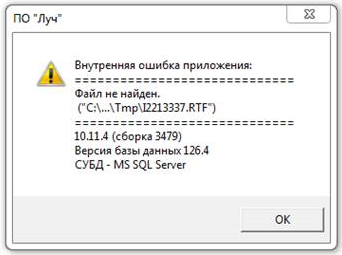 ПО "Луч"
Внутренняя ошибка приложения:
==============================
Файл не найден.
("C:\...\Tmp\I2213337.RTF")
==============================
10.11.4 (сборка 3479)
Версия базы данных 126.4
СУБД - MS SQL Server
OK